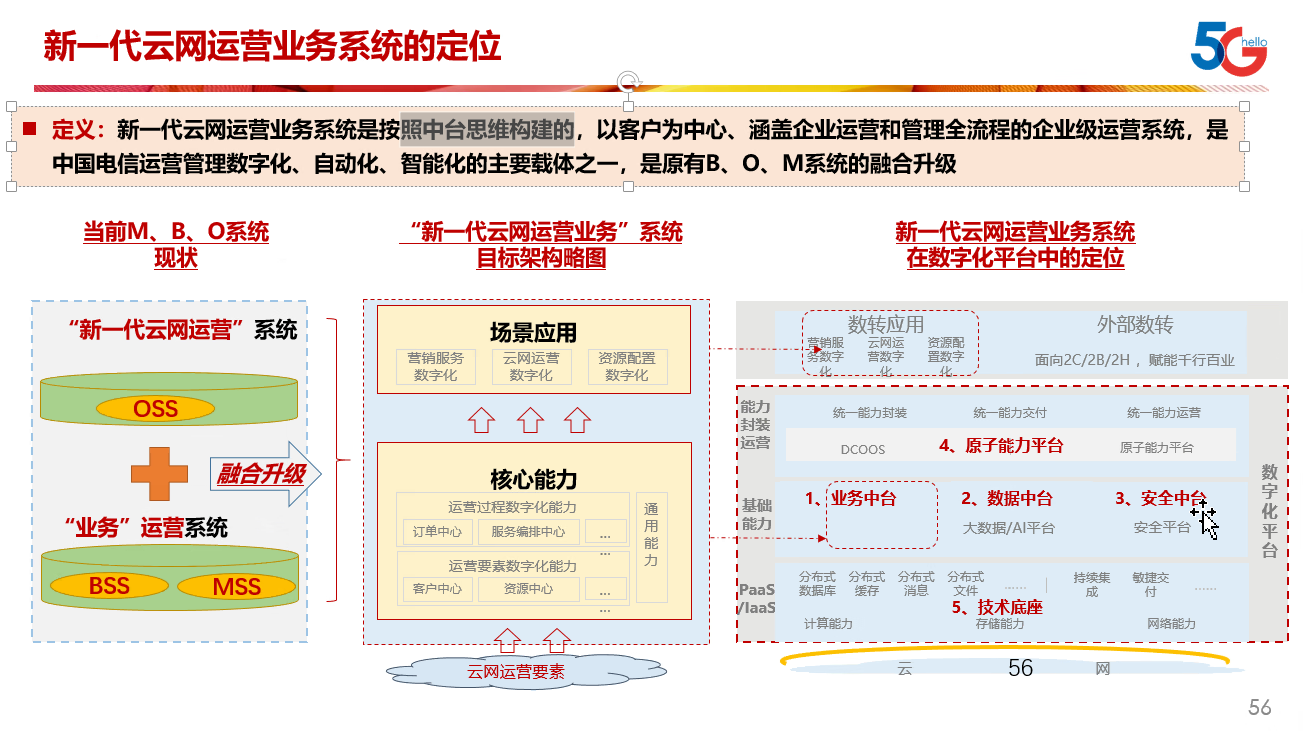 新一代云网运营业务系统的定位
5G
hello
定义：新一代云网运营业务系统是按照中台思维构建的，以客户为中心、涵盖企业运营和管理全流程的企业级运营系统，是
中国电信运营管理数字化、自动化、智能化的主要载体之一，是原有B、O、M系统的融合升级
当前M、B、O系统
现状
“新一代云网运营”系统
OSS
融合升级
“业务”运营系统
BSS
MSS
“新一代云网运营业务”系统
目标架构略图
场景应用
营销服务
数字化
云网运营
数字化
资源配置
数字化
核心能力
运营过程数字化能力
订单中心
服务编排中心
...
...
运营要素数字化能力
客户中心
资源中心
...
...
通
用
能
力
云网运营要素
新一代云网运营业务系统
在数字化平台中的定位
数转应用
营销服
务数字
化
云网运
营数字
化
资源配
置数字
化
外部数转
面向2C/2B/2H ，赋能千行百业
能力
封装
运营
统一能力封装
统一能力交付
统一能力运营
DCOOS
4、原子能力平台
原子能力平台
基础
能力
1、业务中台
2、数据中台
3、安全中台
大数据/AI平台
安全平台
数
字
化
平
台
PaaS
/IaaS
分布式
数据库
分布式
缓存
分布式
消息
分布式
文件
......
持续集
成
敏捷交
付
......
5、技术底座
计算能力
存储能力
网络能力
云
56
网
56